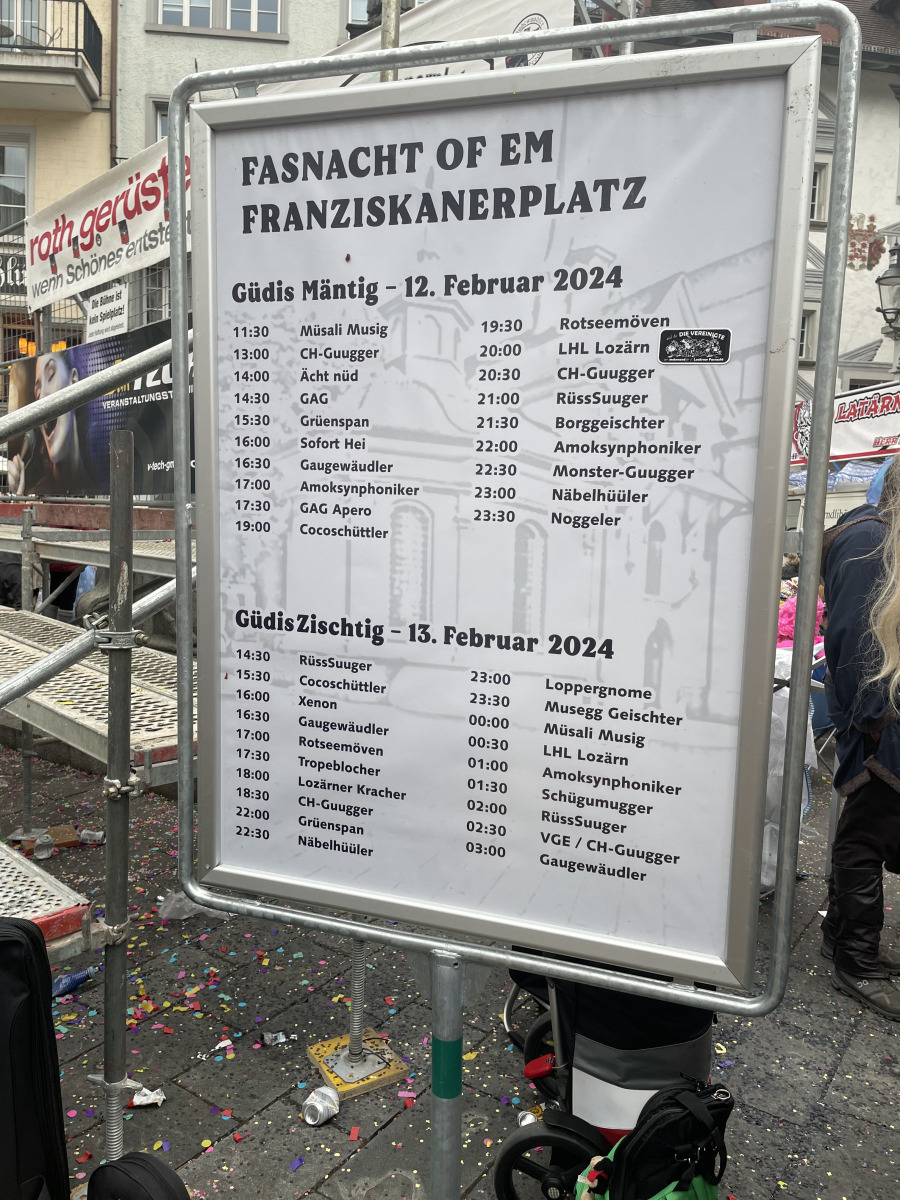 FASNACHT OF EM
FRANZISKANERPLATZ
Güdis Mäntig – 12. Februar 2024
11:30 Müsali Musig
13:00 CH-Guugger
14:00 Ächt nüd
14:30 GAG
15:30 Grüenspan
16:00 Sofort Hei
16:30 Gaugewäudler
17:00 Amoksynphoniker
17:30 GAG Apero
19:00 Cocoschüttler
19:30 Rotseemöven
20:00 LHL Lozärn
20:30 CH-Guugger
21:00 RüssSuuger
21:30 Borggeischter
22:00 Amoksynphoniker
22:30 Monster-Guugger
23:00 Näbelhüüler
23:30 Noggeler
DIE VEREINIGTE
GüdisZischtig – 13. Februar 2024
14:30 RüssSuuger
15:30 Cocoschüttler
16:00 Xenon
16:30 Gaugewäudler
17:00 Rotseemöven
17:30 Tropeblocher
18:00 Lozärner Kracher
18:30 CH-Guugger
22:00 Grüenspan
22:30 Näbelhüüler
23:00 Loppergnome
23:30 Musegg Geischter
00:00 Müsali Musig
00:30 LHL Lozärn
01:00 Amoksynphoniker
01:30 Schügumugger
02:00 RüssSuuger
02:30 VGE / CH-Guugger
03:00 Gaugewäudler
roth gerüste
wenn Schönes entste
Die Bühne ist
kein Spielplatz!
VERANSTALTUNGST
v-tech-gm
LATÄRN